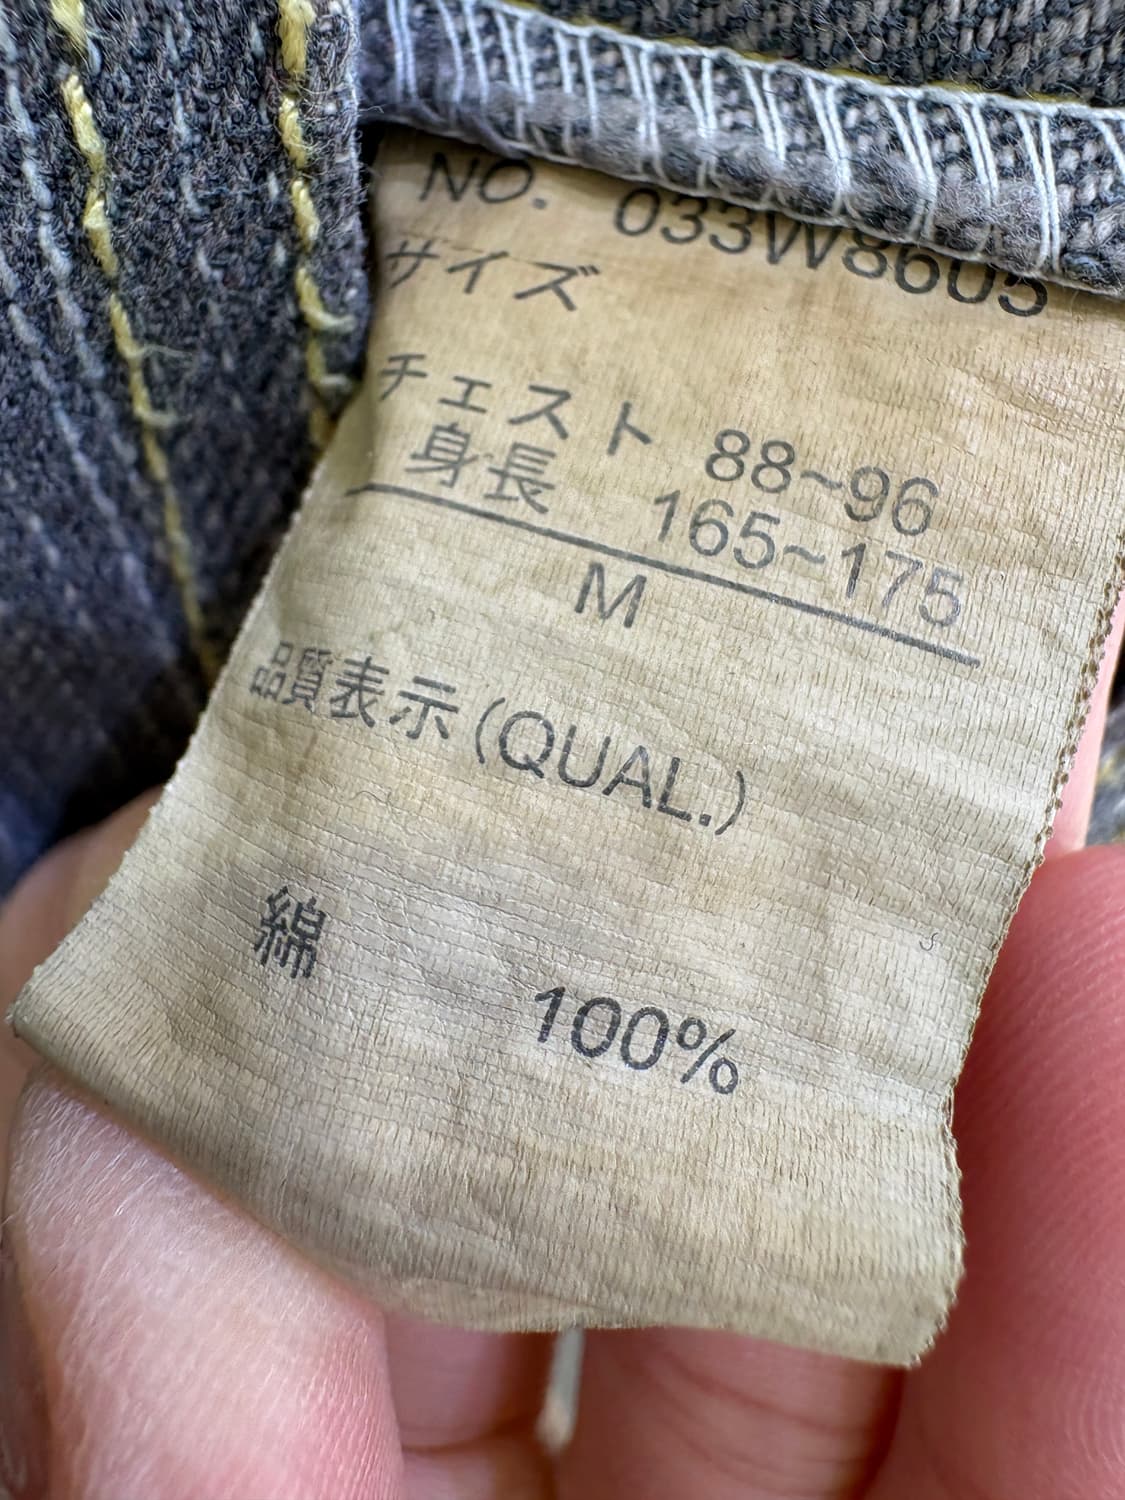 NO. 033W8605
サイズ
チェスト 88~96
身長 165~175
M
品質表示(QUAL.)
綿 100%